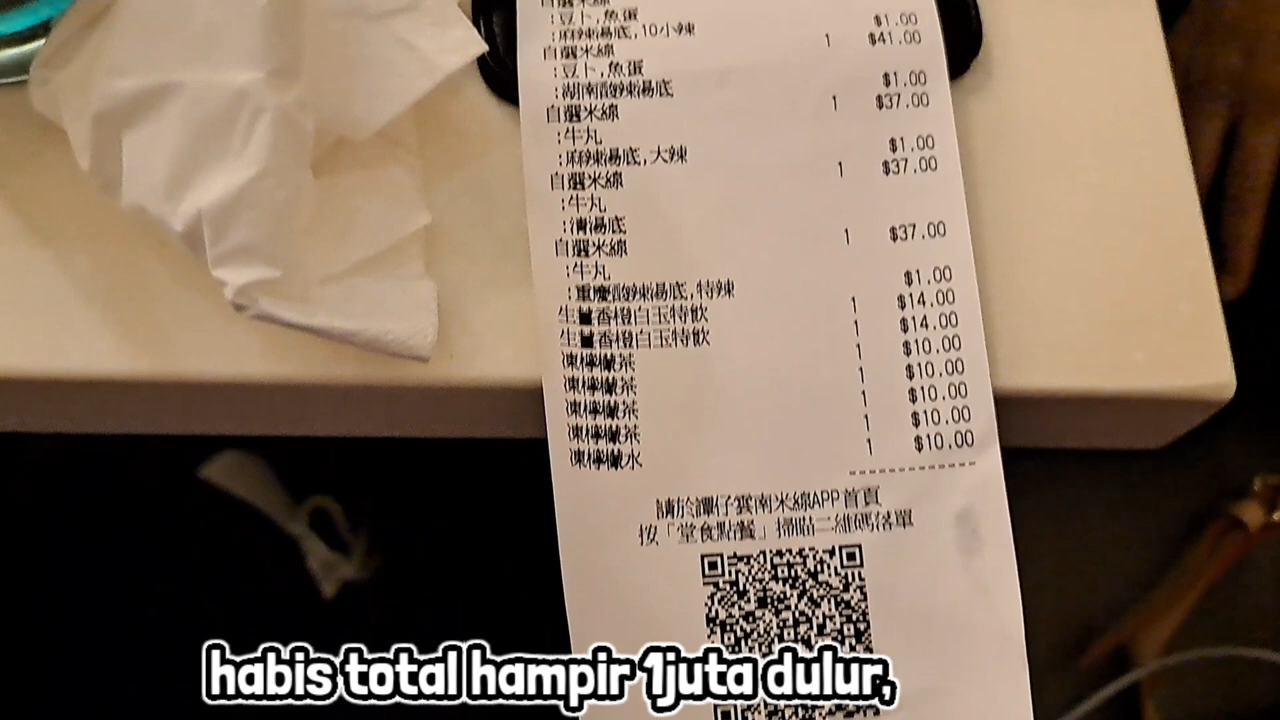 自選米線
:豆卜,魚蛋 $1.00
:麻辣湯底,10小辣 1 $41.00
自選米線
:豆卜,魚蛋 $1.00
:湖南酸辣湯底 1 $37.00
自選米線
:牛丸 $1.00
:麻辣湯底,大辣 1 $37.00
自選米線
:牛丸
:清湯底 1 $37.00
自選米線
:牛丸 $1.00
:重慶酸辣湯底,特辣 1 $14.00
香橙白玉特飲 1 $14.00
香橙白玉特飲 1 $10.00
凍檸檬茶 1 $10.00
凍檸檬茶 1 $10.00
凍檸檬茶 1 $10.00
凍檸檬茶 1 $10.00
凍檸檬水
請於譚仔雲南米線APP首頁
按「堂食點餐」掃瞄二維碼落單
habis total hampir 1juta dulur,